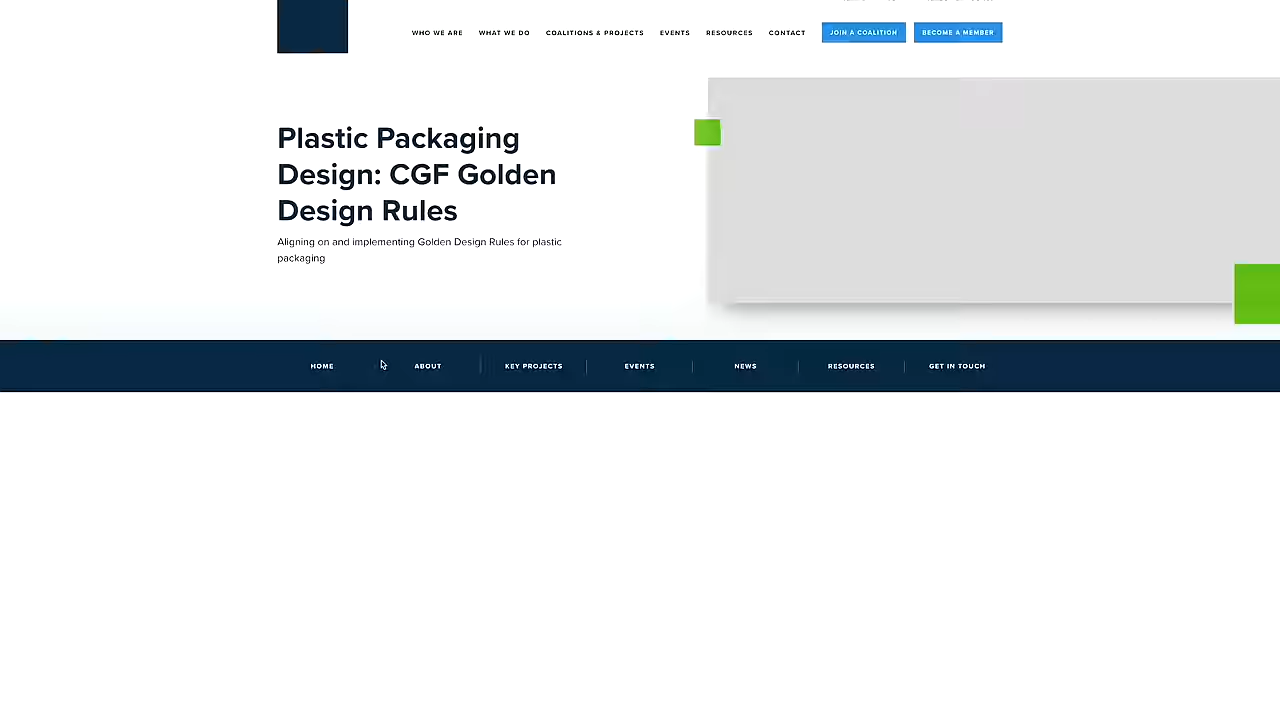 WHO WE ARE
WHAT WE DO
COALITIONS & PROJECTS
EVENTS
RESOURCES
CONTACT
JOIN A COALITION
BECOME A MEMBER
Plastic Packaging
Design: CGF Golden
Design Rules
Aligning on and implementing Golden Design Rules for plastic
packaging
HOME
ABOUT
KEY PROJECTS
EVENTS
NEWS
RESOURCES
GET IN TOUCH